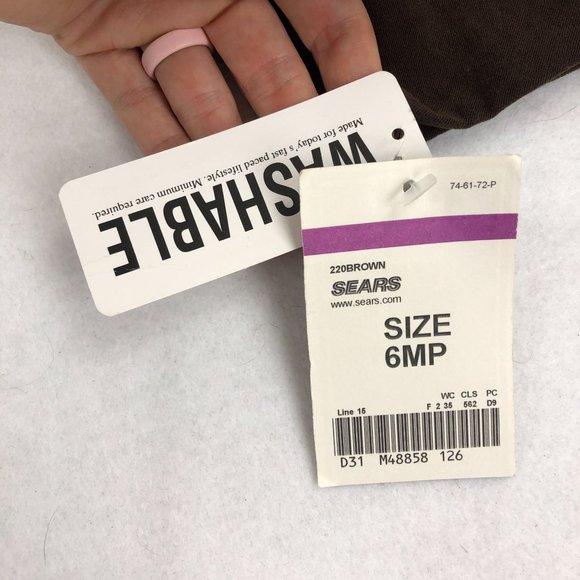 WASHABLE
Made for today's fast paced lifestyle. Minimum care required.
74-61-72-P
220BROWN
SEARS
www.sears.com
SIZE
6MP
WC CLS PC
Line 15 F 2 35 562 D9
D31 M48858 126